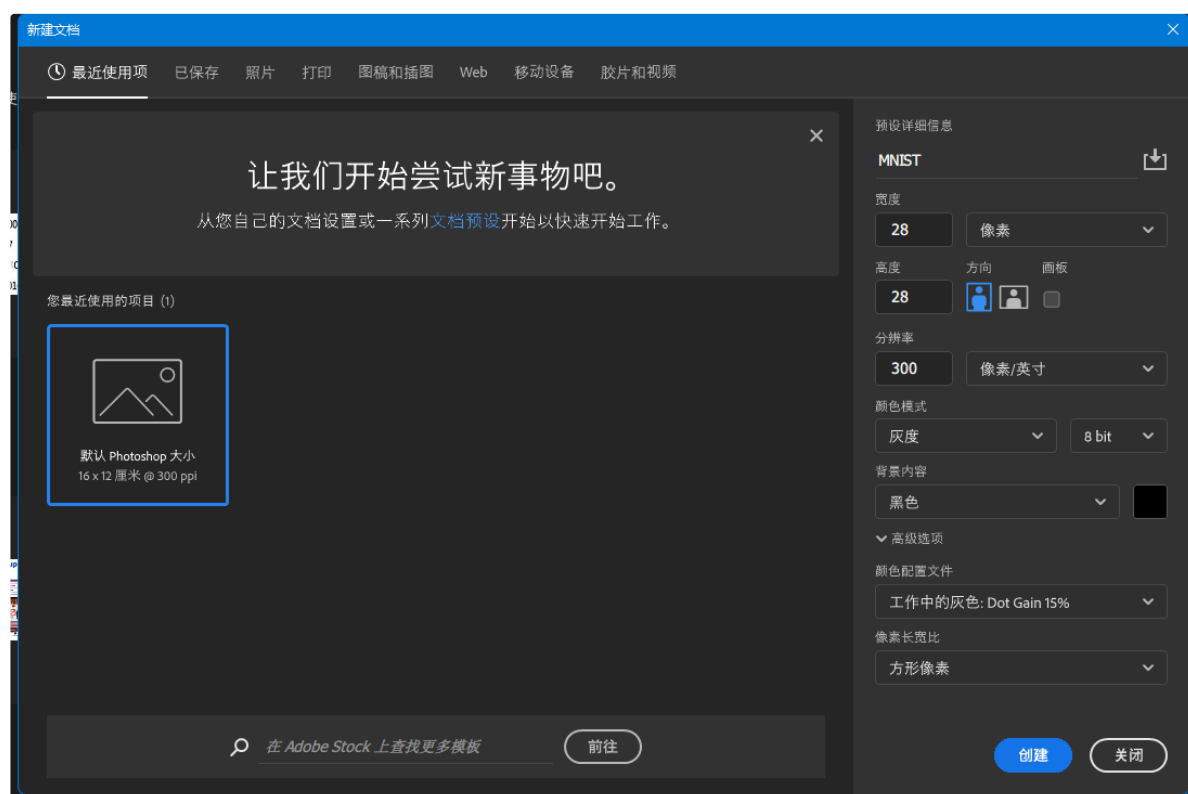 新建文档
最近使用项 已保存 照片 打印 图稿和插图 Web 移动设备 胶片和视频
让我们开始尝试新事物吧。
从您自己的文档设置或一系列文档预设开始以快速开始工作。
您最近使用的项目 (1)
默认 Photoshop 大小
16 x 12 厘米 @ 300 ppi
在 Adobe Stock 上查找更多模板
前往
预设详细信息
MNIST
宽度
28 像素
高度 方向 画板
28
分辨率
300 像素/英寸
颜色模式
灰度 8 bit
背景内容
黑色
高级选项
颜色配置文件
工作中的灰色: Dot Gain 15%
像素长宽比
方形像素
创建 关闭